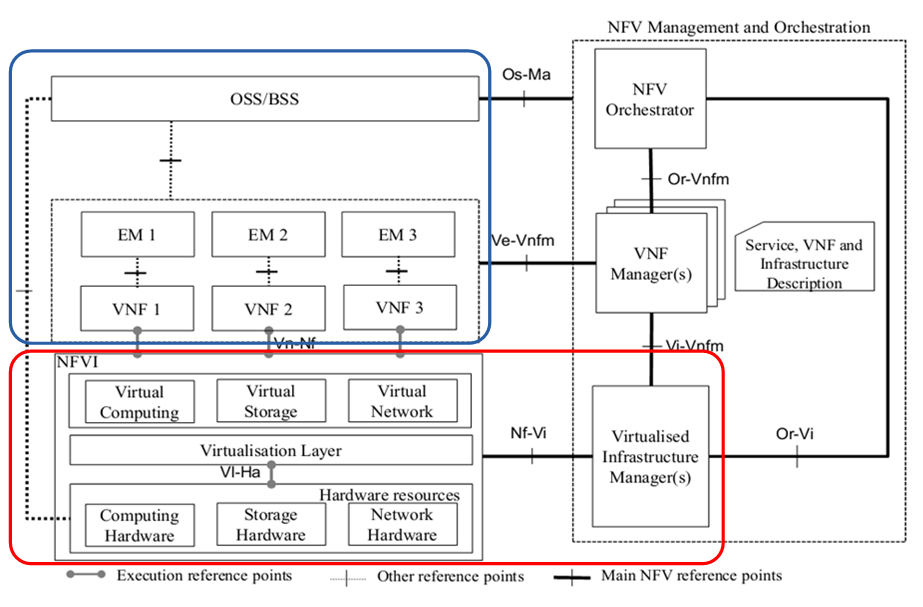 NFV Management and Orchestration
OSS/BSS
Os-Ma
NFV
Orchestrator
Or-Vnfm
EM 1
EM 2
EM 3
Ve-Vnfm
VNF
Manager(s)
Service, VNF and
Infrastructure
Description
VNF 1
VNF 2
VNF 3
Vn-Nf
Vi-Vnfm
NFVI
Virtual
Computing
Virtual
Storage
Virtual
Network
Nf-Vi
Virtualised
Infrastructure
Manager(s)
Or-Vi
Virtualisation Layer
Vl-Ha
Hardware resources
Computing
Hardware
Storage
Hardware
Network
Hardware
Execution reference points
Other reference points
Main NFV reference points